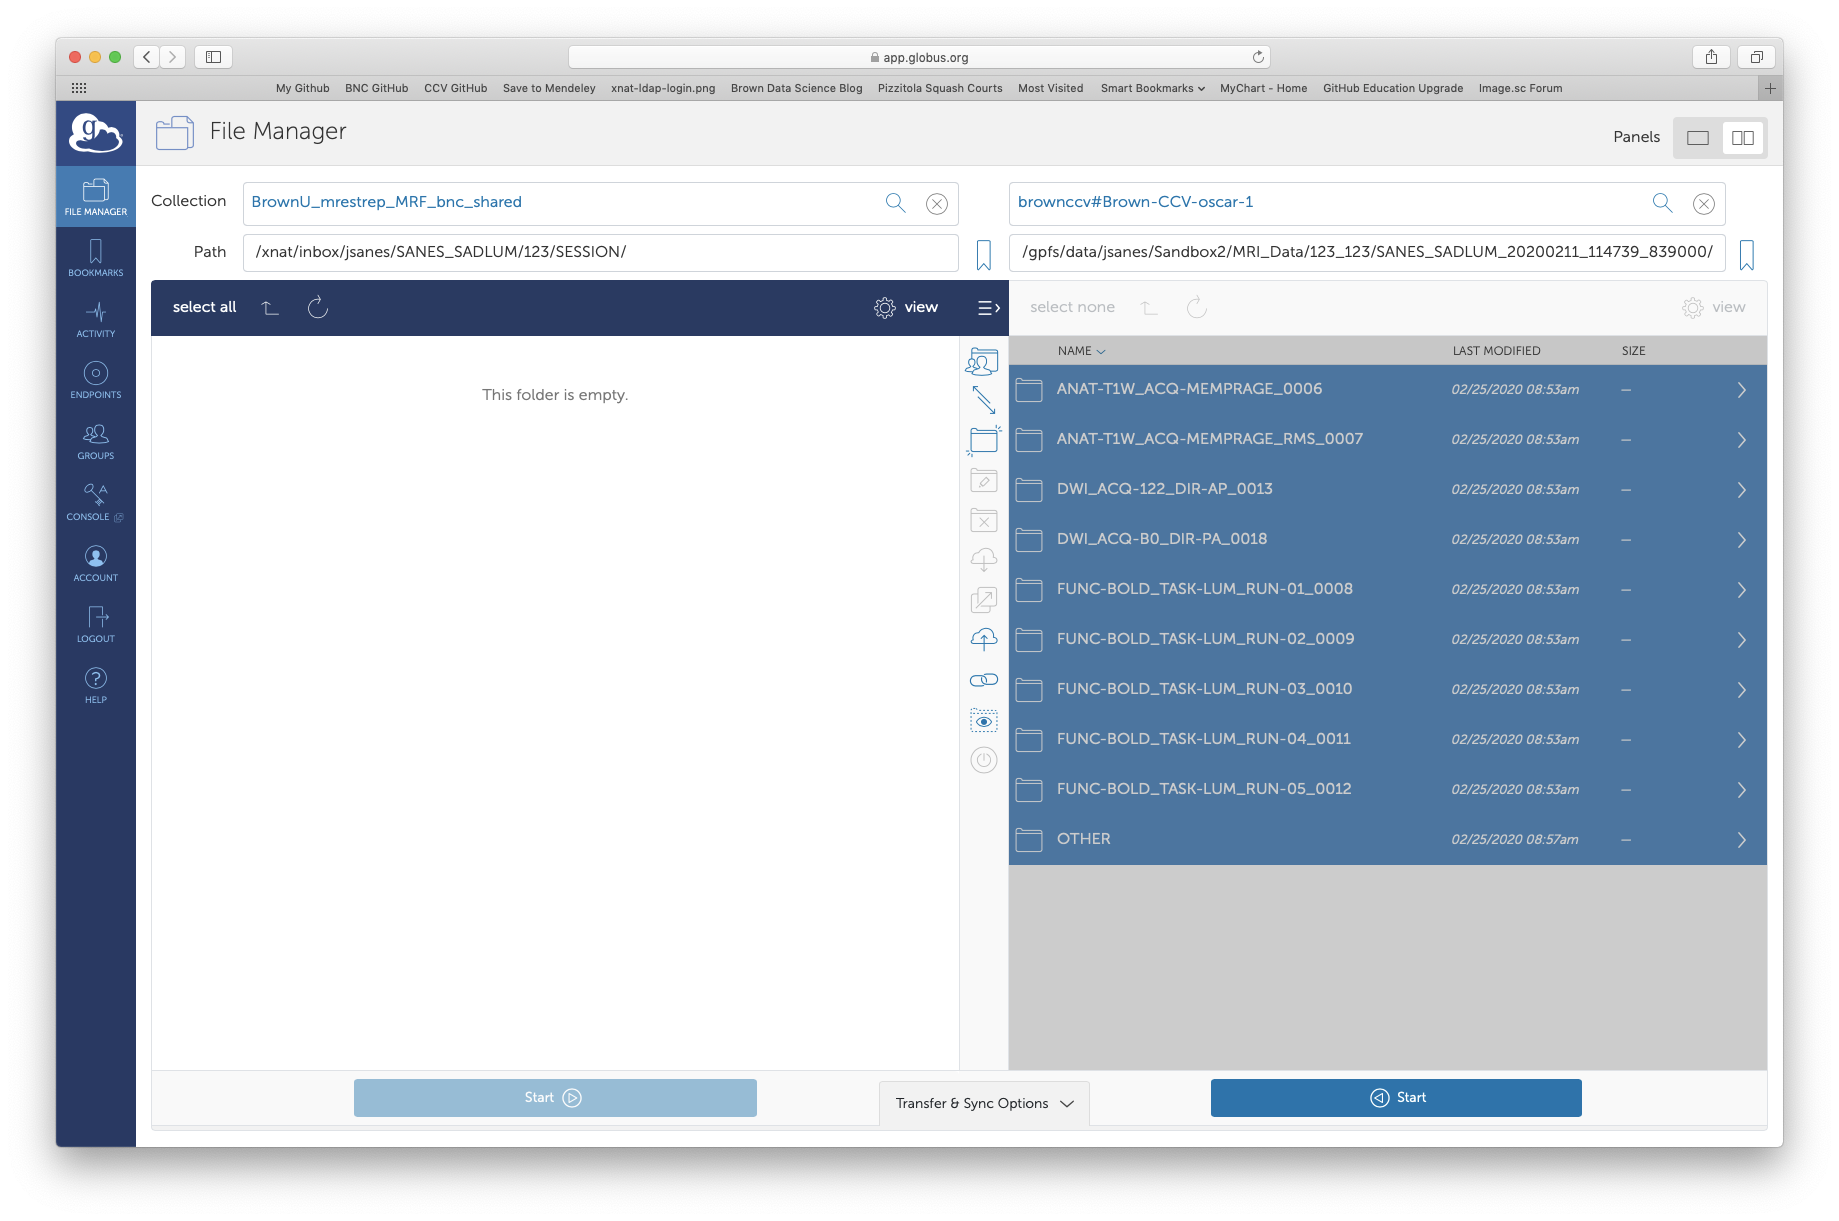 app.globus.org
My Github BNC GitHub CCV GitHub Save to Mendeley xnat-ldap-login.png Brown Data Science Blog Pizzitola Squash Courts Most Visited Smart Bookmarks MyChart - Home GitHub Education Upgrade Image.sc Forum
g
File Manager
Panels
FILE MANAGER
BOOKMARKS
ACTIVITY
ENDPOINTS
GROUPS
CONSOLE
ACCOUNT
LOGOUT
HELP
Collection BrownU_mrestrep_MRF_bnc_shared
Path /xnat/inbox/jsanes/SANES_SADLUM/123/SESSION/
select all view
This folder is empty.
brownccv#Brown-CCV-oscar-1
/gpfs/data/jsanes/Sandbox2/MRI_Data/123_123/SANES_SADLUM_20200211_114739_839000/
select none view
NAME LAST MODIFIED SIZE
ANAT-T1W_ACQ-MEMPRAGE_0006 02/25/2020 08:53am –
ANAT-T1W_ACQ-MEMPRAGE_RMS_0007 02/25/2020 08:53am –
DWI_ACQ-122_DIR-AP_0013 02/25/2020 08:53am –
DWI_ACQ-B0_DIR-PA_0018 02/25/2020 08:53am –
FUNC-BOLD_TASK-LUM_RUN-01_0008 02/25/2020 08:53am –
FUNC-BOLD_TASK-LUM_RUN-02_0009 02/25/2020 08:53am –
FUNC-BOLD_TASK-LUM_RUN-03_0010 02/25/2020 08:53am –
FUNC-BOLD_TASK-LUM_RUN-04_0011 02/25/2020 08:53am –
FUNC-BOLD_TASK-LUM_RUN-05_0012 02/25/2020 08:53am –
OTHER 02/25/2020 08:57am –
Start
Transfer & Sync Options
Start